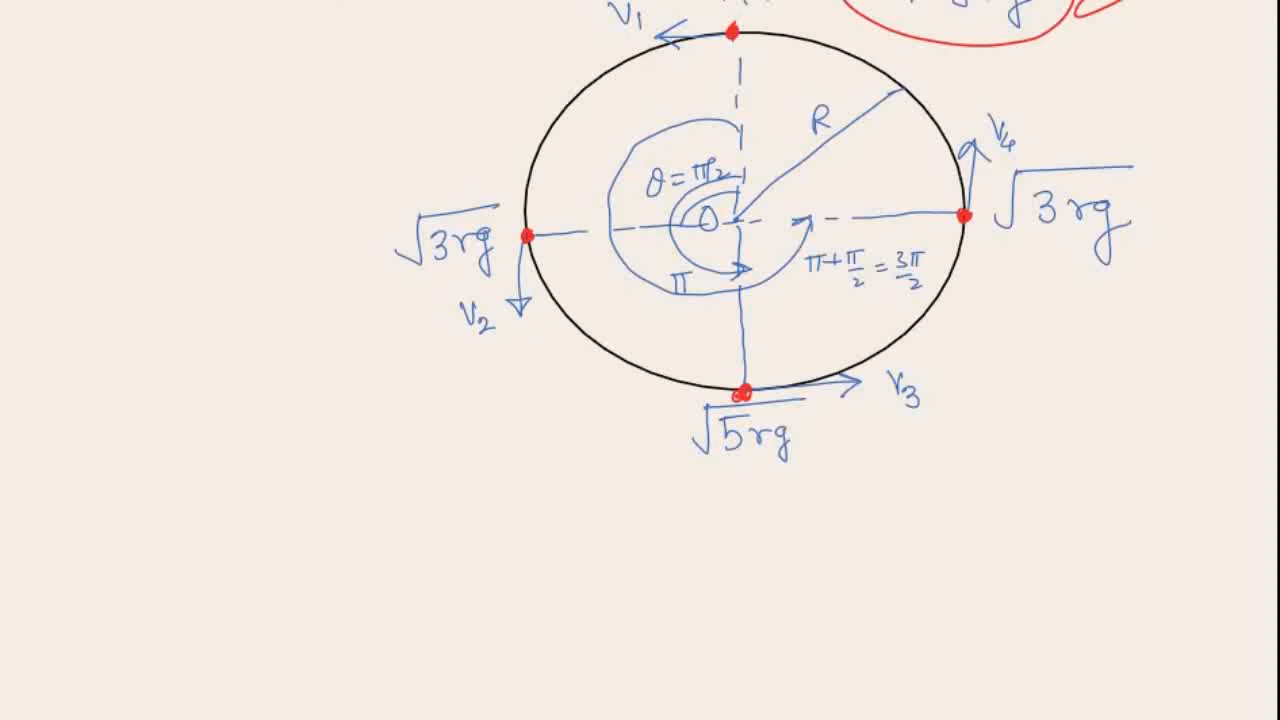 V₁
R
V₄
θ = π/2
√3rg
√3rg
O
π + π/2 = 3π/2
π
V₂
V₃
√5rg